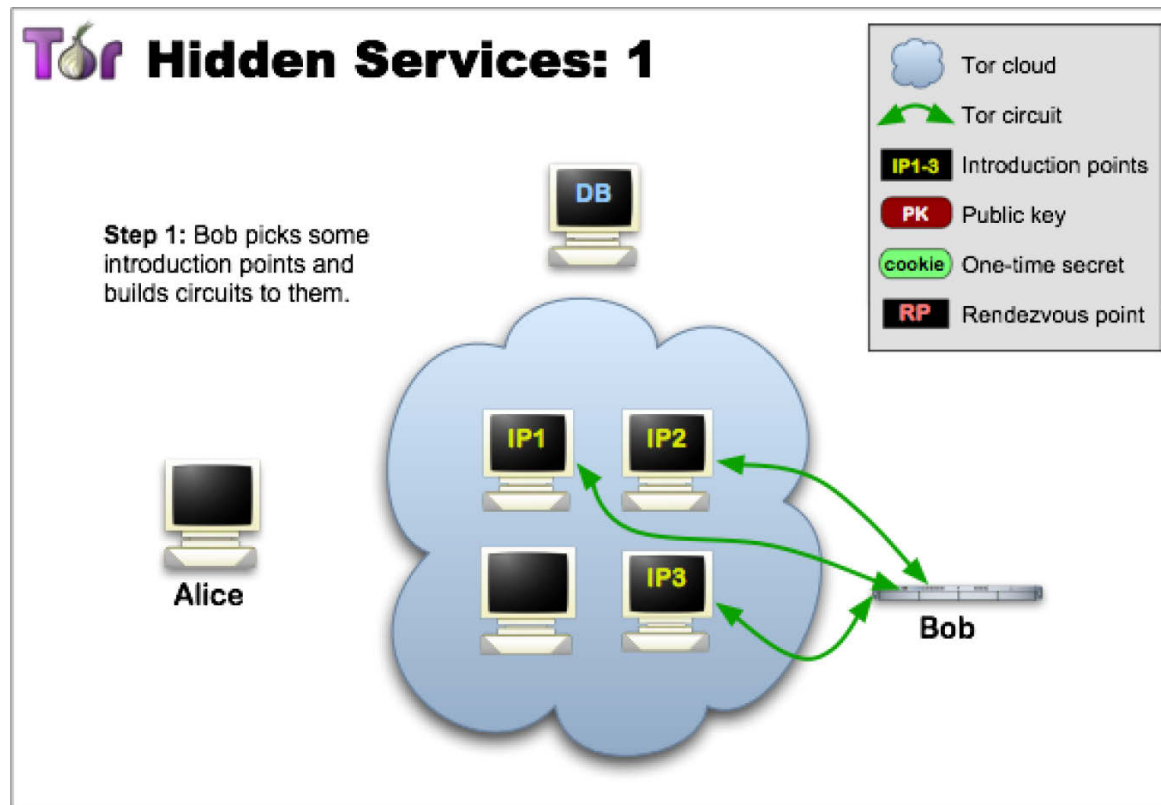 Tor Hidden Services: 1
Step 1: Bob picks some
introduction points and
builds circuits to them.
DB
IP1
IP2
IP3
Alice
Bob
Tor cloud
Tor circuit
IP1-3 Introduction points
PK Public key
cookie One-time secret
RP Rendezvous point